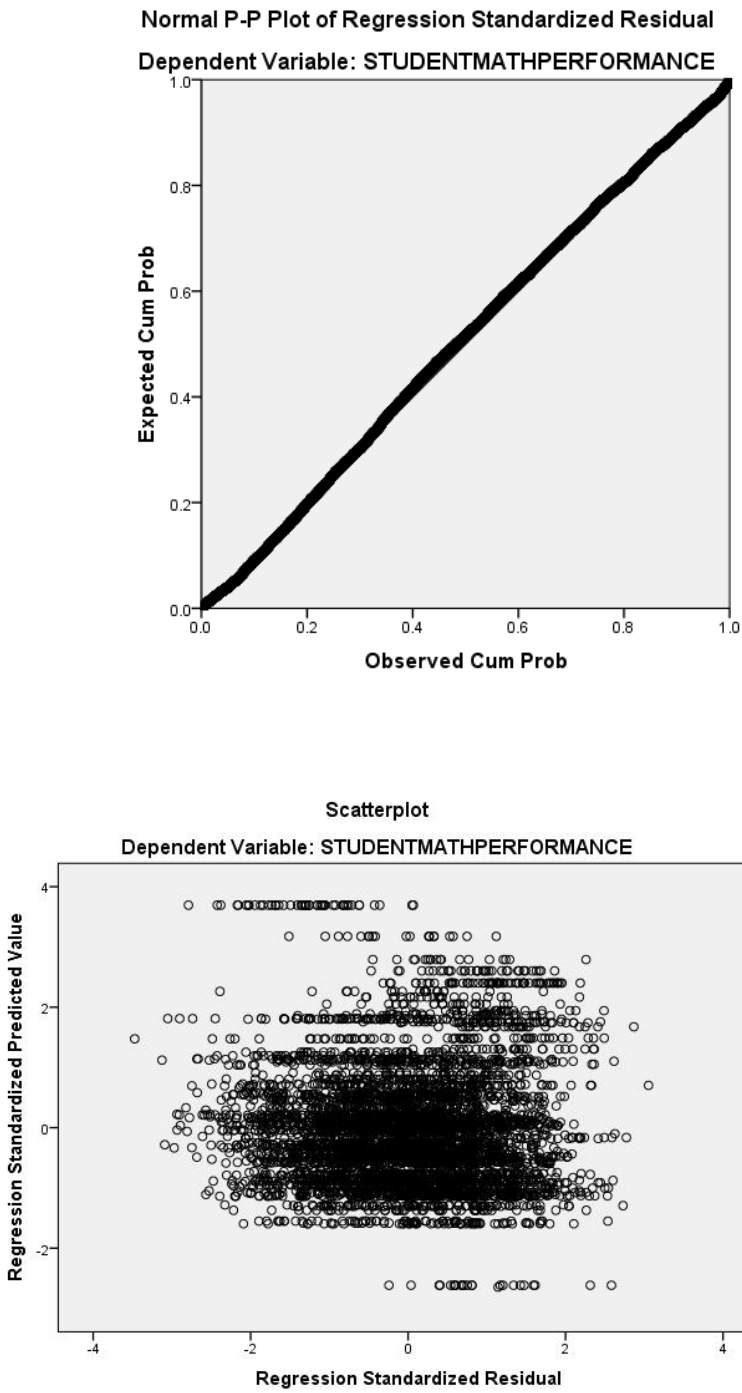 Normal P-P Plot of Regression Standardized Residual
Dependent Variable: STUDENTMATHPERFORMANCE
1.0
0.8
0.6
0.4
0.2
0.0
Expected Cum Prob
0.0 0.2 0.4 0.6 0.8 1.0
Observed Cum Prob
Scatterplot
Dependent Variable: STUDENTMATHPERFORMANCE
4
2
0
-2
Regression Standardized Predicted Value
-4 -2 0 2 4
Regression Standardized Residual